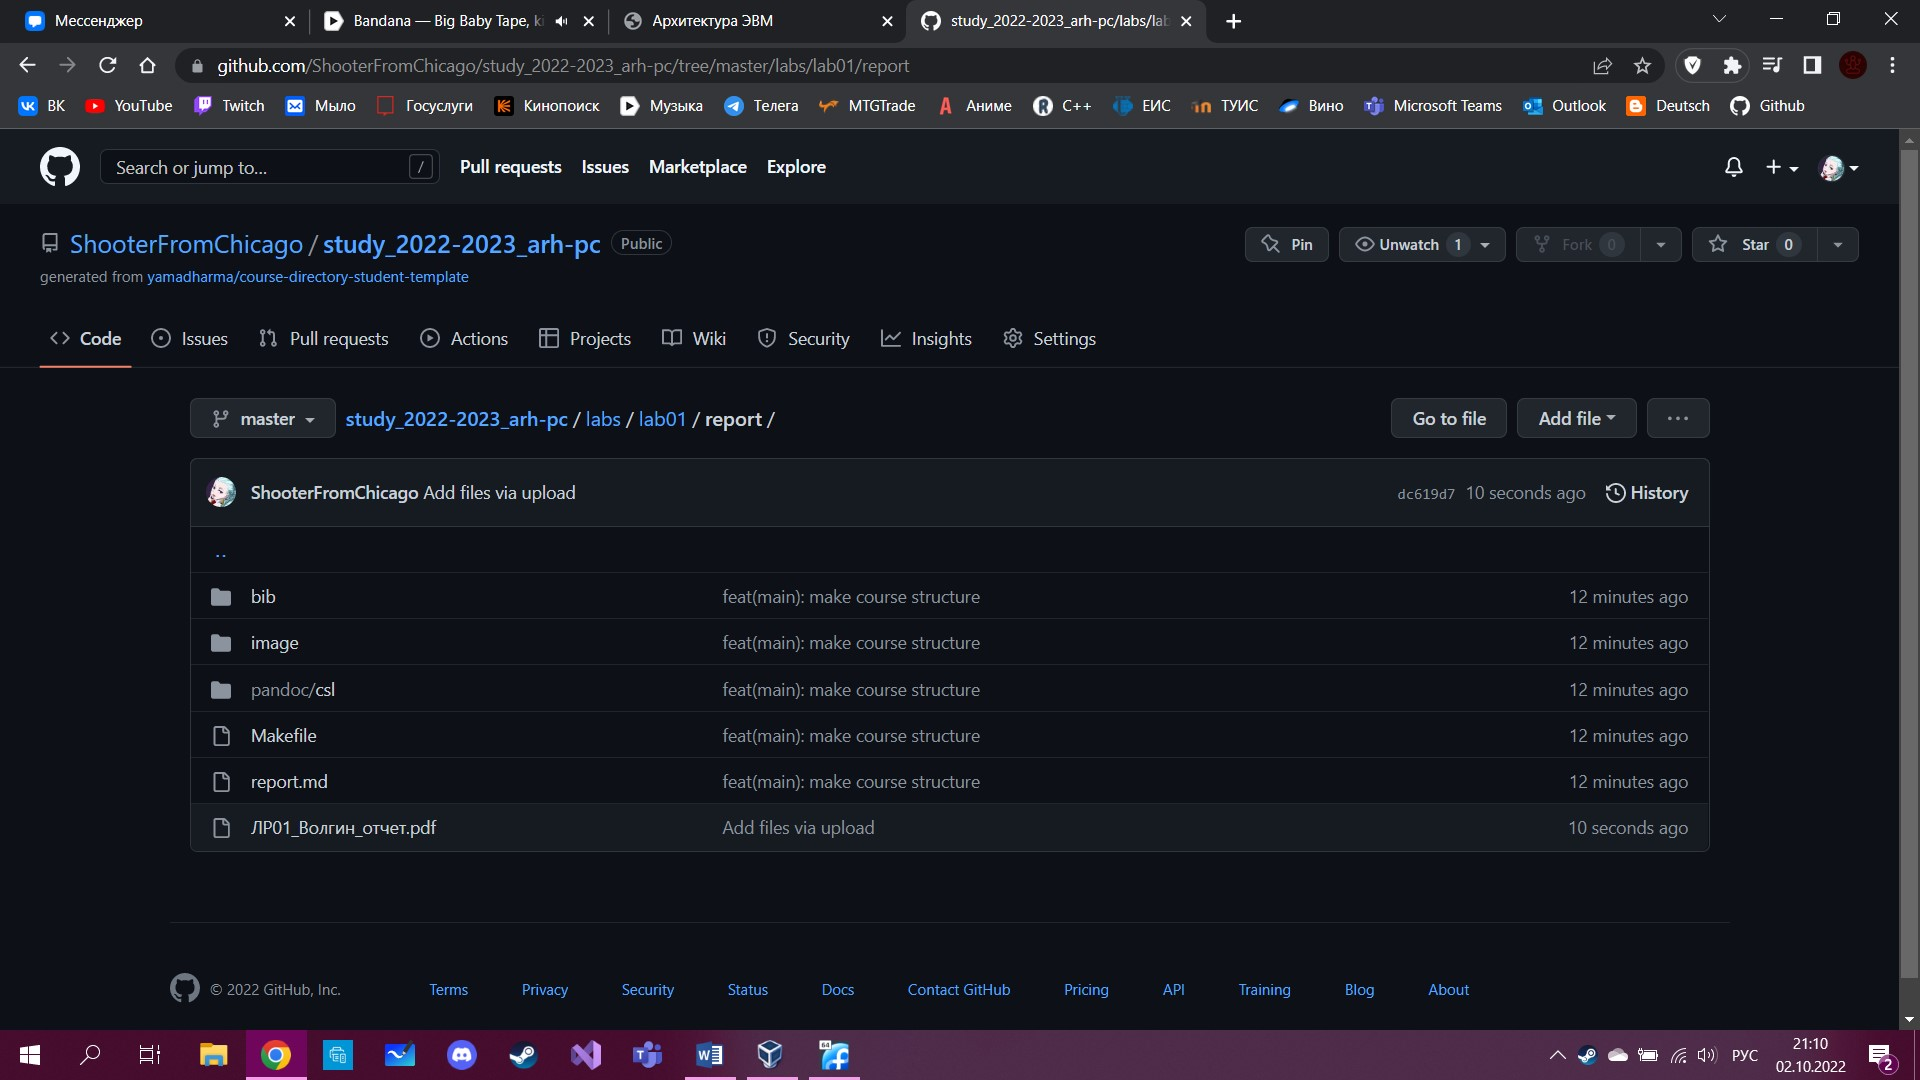 Мессенджер
Bandana — Big Baby Tape, ki
Архитектура ЭВМ
study_2022-2023_arh-pc/labs/lab
github.com/ShooterFromChicago/study_2022-2023_arh-pc/tree/master/labs/lab01/report
ВК YouTube Twitch Мыло Госуслуги Кинопоиск Музыка Телега MTGTrade Аниме C++ ЕИС ТУИС Вино Microsoft Teams Outlook Deutsch Github
Search or jump to... / Pull requests Issues Marketplace Explore
ShooterFromChicago / study_2022-2023_arh-pc Public
Pin Unwatch 1 Fork 0 Star 0
generated from yamadharma/course-directory-student-template
Code Issues Pull requests Actions Projects Wiki Security Insights Settings
master study_2022-2023_arh-pc / labs / lab01 / report / Go to file Add file ...
ShooterFromChicago Add files via upload dc619d7 10 seconds ago History
..
bib feat(main): make course structure 12 minutes ago
image feat(main): make course structure 12 minutes ago
pandoc/csl feat(main): make course structure 12 minutes ago
Makefile feat(main): make course structure 12 minutes ago
report.md feat(main): make course structure 12 minutes ago
ЛР01_Волгин_отчет.pdf Add files via upload 10 seconds ago
© 2022 GitHub, Inc. Terms Privacy Security Status Docs Contact GitHub Pricing API Training Blog About
64
РУС
21:10
02.10.2022
2